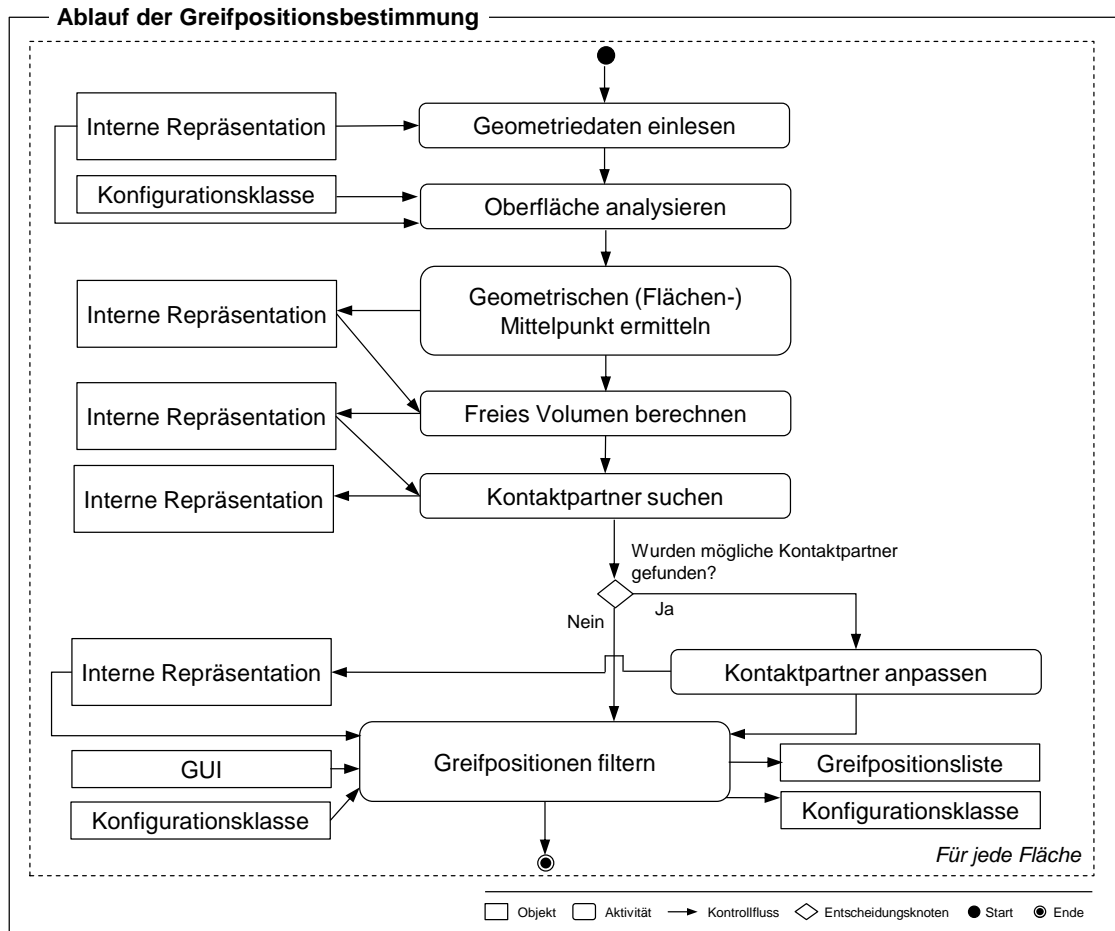 Ablauf der Greifpositionsbestimmung
Interne Repräsentation
Geometriedaten einlesen
Konfigurationsklasse
Oberfläche analysieren
Geometrischen (Flächen-)
Mittelpunkt ermitteln
Interne Repräsentation
Interne Repräsentation
Freies Volumen berechnen
Interne Repräsentation
Kontaktpartner suchen
Wurden mögliche Kontaktpartner
gefunden?
Nein
Ja
Interne Repräsentation
Kontaktpartner anpassen
GUI
Greifpositionen filtern
Greifpositionsliste
Konfigurationsklasse
Konfigurationsklasse
Für jede Fläche
Objekt
Aktivität
Kontrollfluss
Entscheidungsknoten
Start
Ende